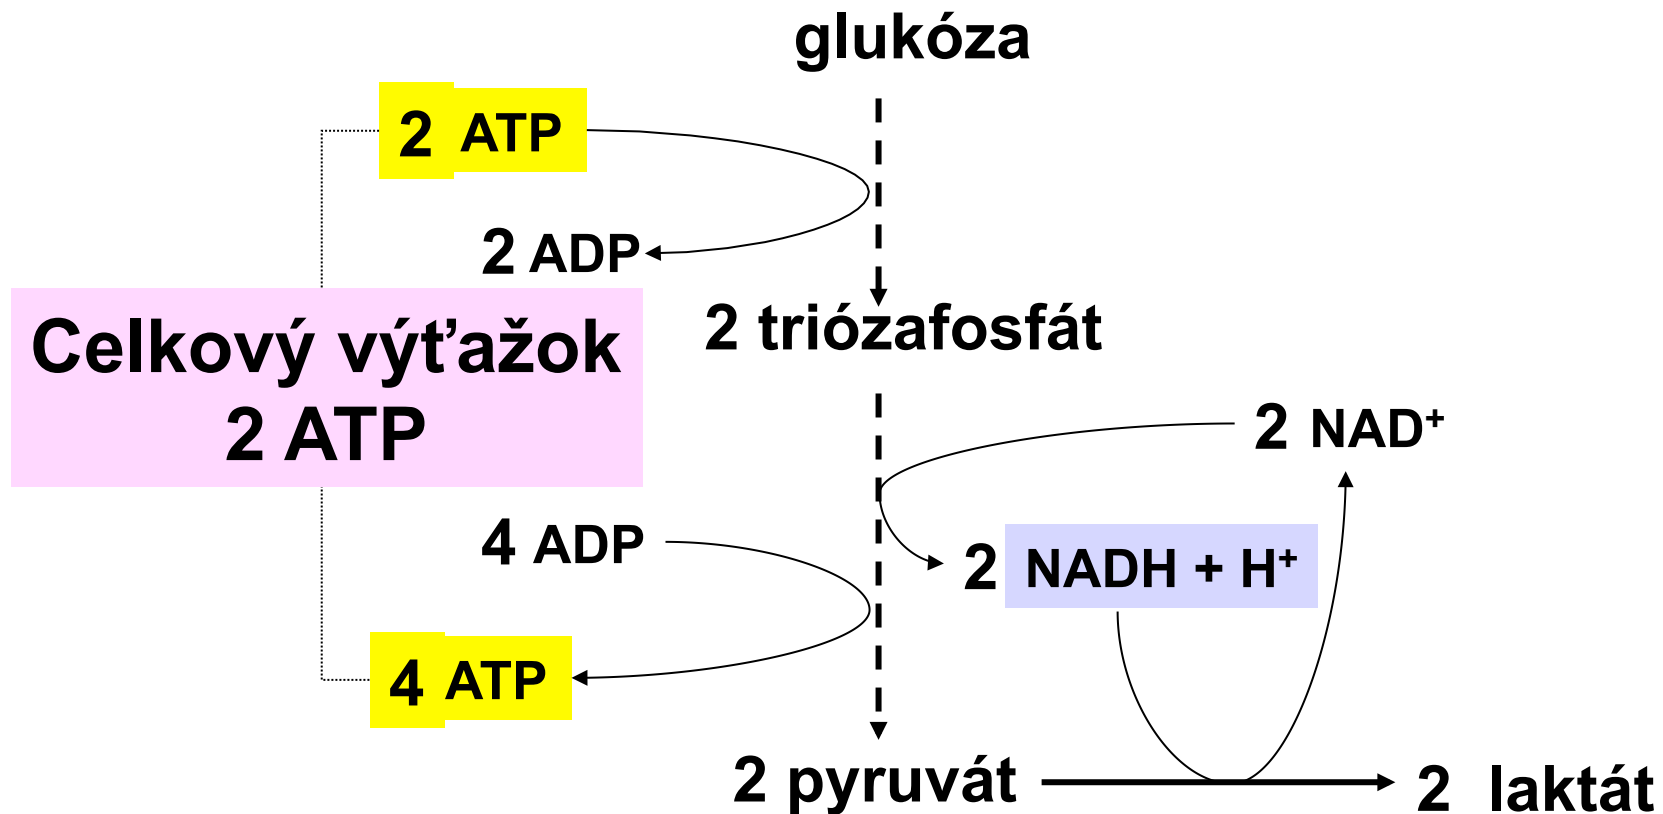 glukóza
2 ATP
2 ADP
2 triózafosfát
Celkový výťažok
2 ATP
2 NAD⁺
4 ADP
2 NADH + H⁺
4 ATP
2 pyruvát
2 laktát